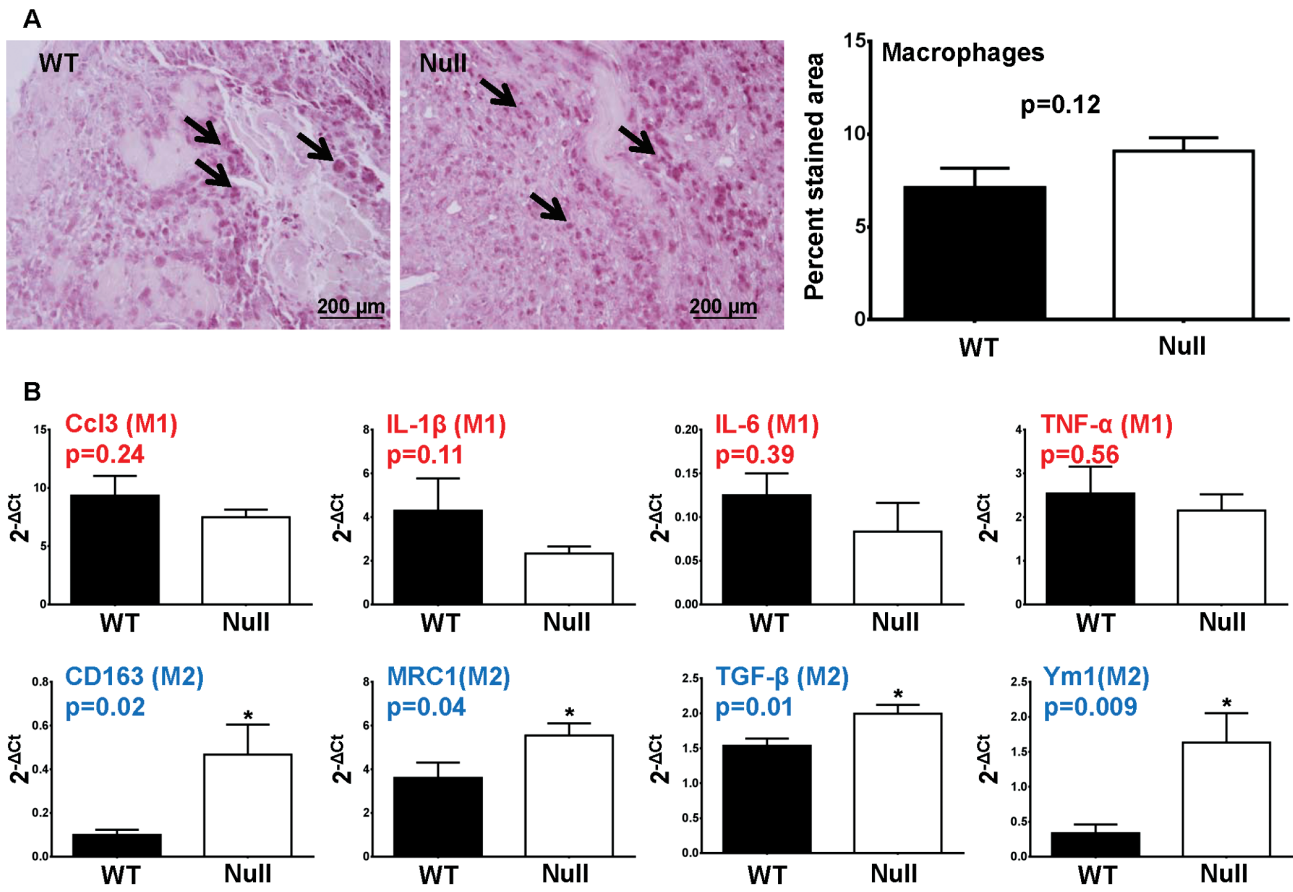 A
WT
200 µm
Null
200 µm
Macrophages
p=0.12
Percent stained area
15
10
5
0
WT
Null
B
Ccl3 (M1)
p=0.24
2-ΔCt
15
10
5
0
WT
Null
IL-1β (M1)
p=0.11
2-ΔCt
8
6
4
2
0
WT
Null
IL-6 (M1)
p=0.39
2-ΔCt
0.20
0.15
0.10
0.05
0.00
WT
Null
TNF-α (M1)
p=0.56
2-ΔCt
4
3
2
1
0
WT
Null
CD163 (M2)
p=0.02
*
2-ΔCt
0.8
0.6
0.4
0.2
0.0
WT
Null
MRC1(M2)
p=0.04
*
2-ΔCt
8
6
4
2
0
WT
Null
TGF-β (M2)
p=0.01
*
2-ΔCt
2.5
2.0
1.5
1.0
0.5
0.0
WT
Null
Ym1(M2)
p=0.009
*
2-ΔCt
2.5
2.0
1.5
1.0
0.5
0.0
WT
Null